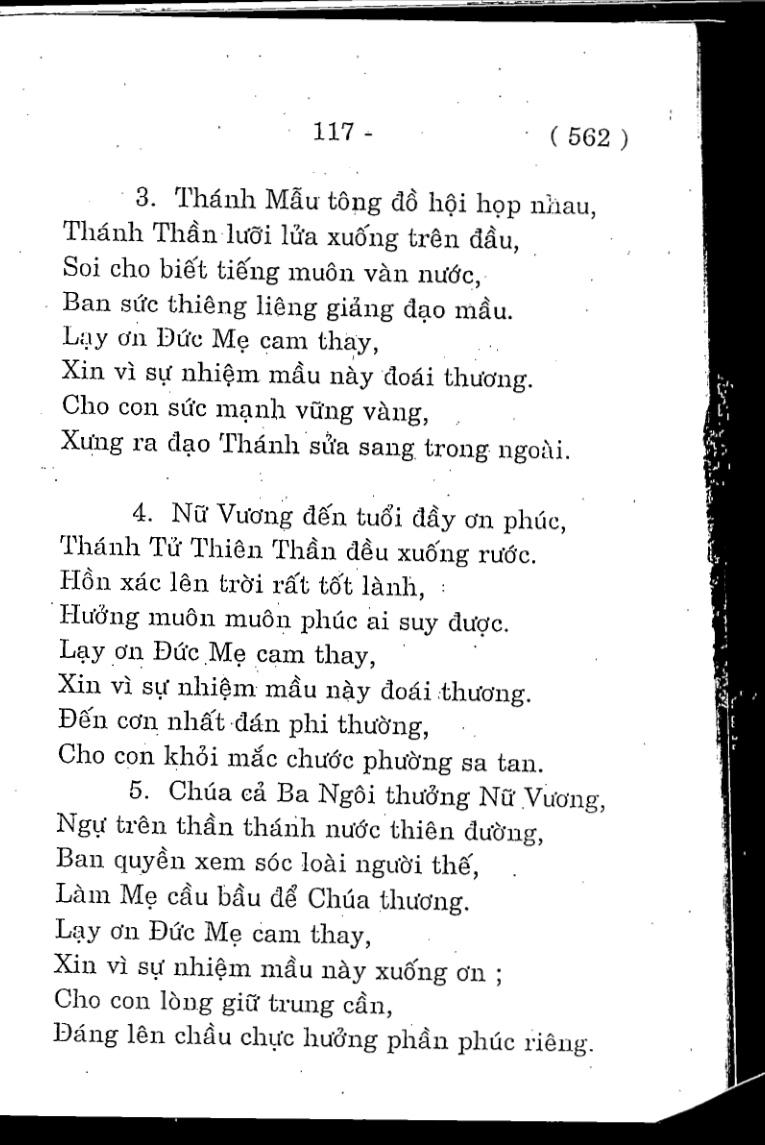 117 -
( 562 )
3. Thánh Mẫu tông đồ hội họp nhau,
Thánh Thần lưỡi lửa xuống trên đầu,
Soi cho biết tiếng muôn vàn nước,
Ban sức thiêng liêng giảng đạo mầu.
Lạy ơn Đức Mẹ cam thay,
Xin vì sự nhiệm mầu này đoái thương.
Cho con sức mạnh vững vàng,
Xưng ra đạo Thánh sửa sang trong ngoài.
4. Nữ Vương đến tuổi đầy ơn phúc,
Thánh Tử Thiên Thần đều xuống rước.
Hồn xác lên trời rất tốt lành,
Hưởng muôn muôn phúc ai suy được.
Lạy ơn Đức Mẹ cam thay,
Xin vì sự nhiệm mầu này đoái thương.
Đến cơn nhất đán phi thường,
Cho con khỏi mắc chước phường sa tan.
5. Chúa cả Ba Ngôi thưởng Nữ Vương,
Ngự trên thần thánh nước thiên đường,
Ban quyền xem sóc loài người thế,
Làm Mẹ cầu bầu để Chúa thương.
Lạy ơn Đức Mẹ cam thay,
Xin vì sự nhiệm mầu này xuống ơn ;
Cho con lòng giữ trung cần,
Đáng lên chầu chực hưởng phần phúc riêng.